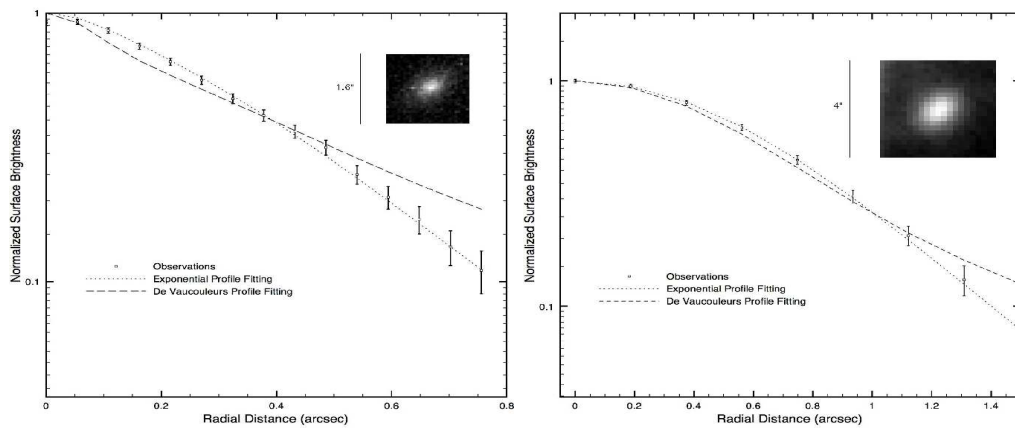 1
0.1
Normalized Surface Brightness
1.6"
Observations
Exponential Profile Fitting
De Vaucouleurs Profile Fitting
0
0.2
0.4
0.6
0.8
Radial Distance (arcsec)
1
0.1
Normalized Surface Brightness
4"
Observations
Exponential Profile Fitting
De Vaucouleurs Profile Fitting
0
0.2
0.4
0.6
0.8
1
1.2
1.4
Radial Distance (arcsec)